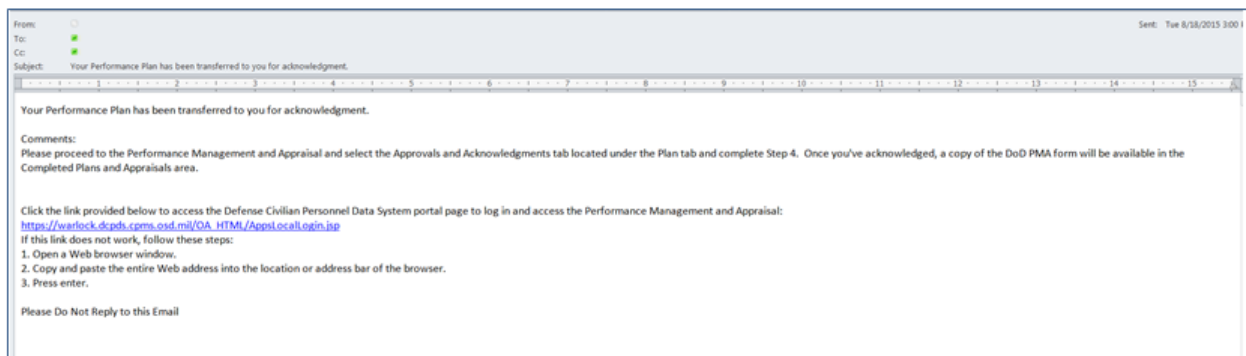 From:
Sent: Tue 8/18/2015 3:00
To:
Cc:
Subject: Your Performance Plan has been transferred to you for acknowledgment.
1 2 3 4 5 6 7 8 9 10 11 12 13 14 15
Your Performance Plan has been transferred to you for acknowledgment.
Comments:
Please proceed to the Performance Management and Appraisal and select the Approvals and Acknowledgments tab located under the Plan tab and complete Step 4. Once you've acknowledged, a copy of the DoD PMA form will be available in the
Completed Plans and Appraisals area.
Click the link provided below to access the Defense Civilian Personnel Data System portal page to log in and access the Performance Management and Appraisal:
https://warlock.dcpds.cpms.osd.mil/OA_HTML/AppsLocalLogin.jsp
If this link does not work, follow these steps:
1. Open a Web browser window.
2. Copy and paste the entire Web address into the location or address bar of the browser.
3. Press enter.
Please Do Not Reply to this Email